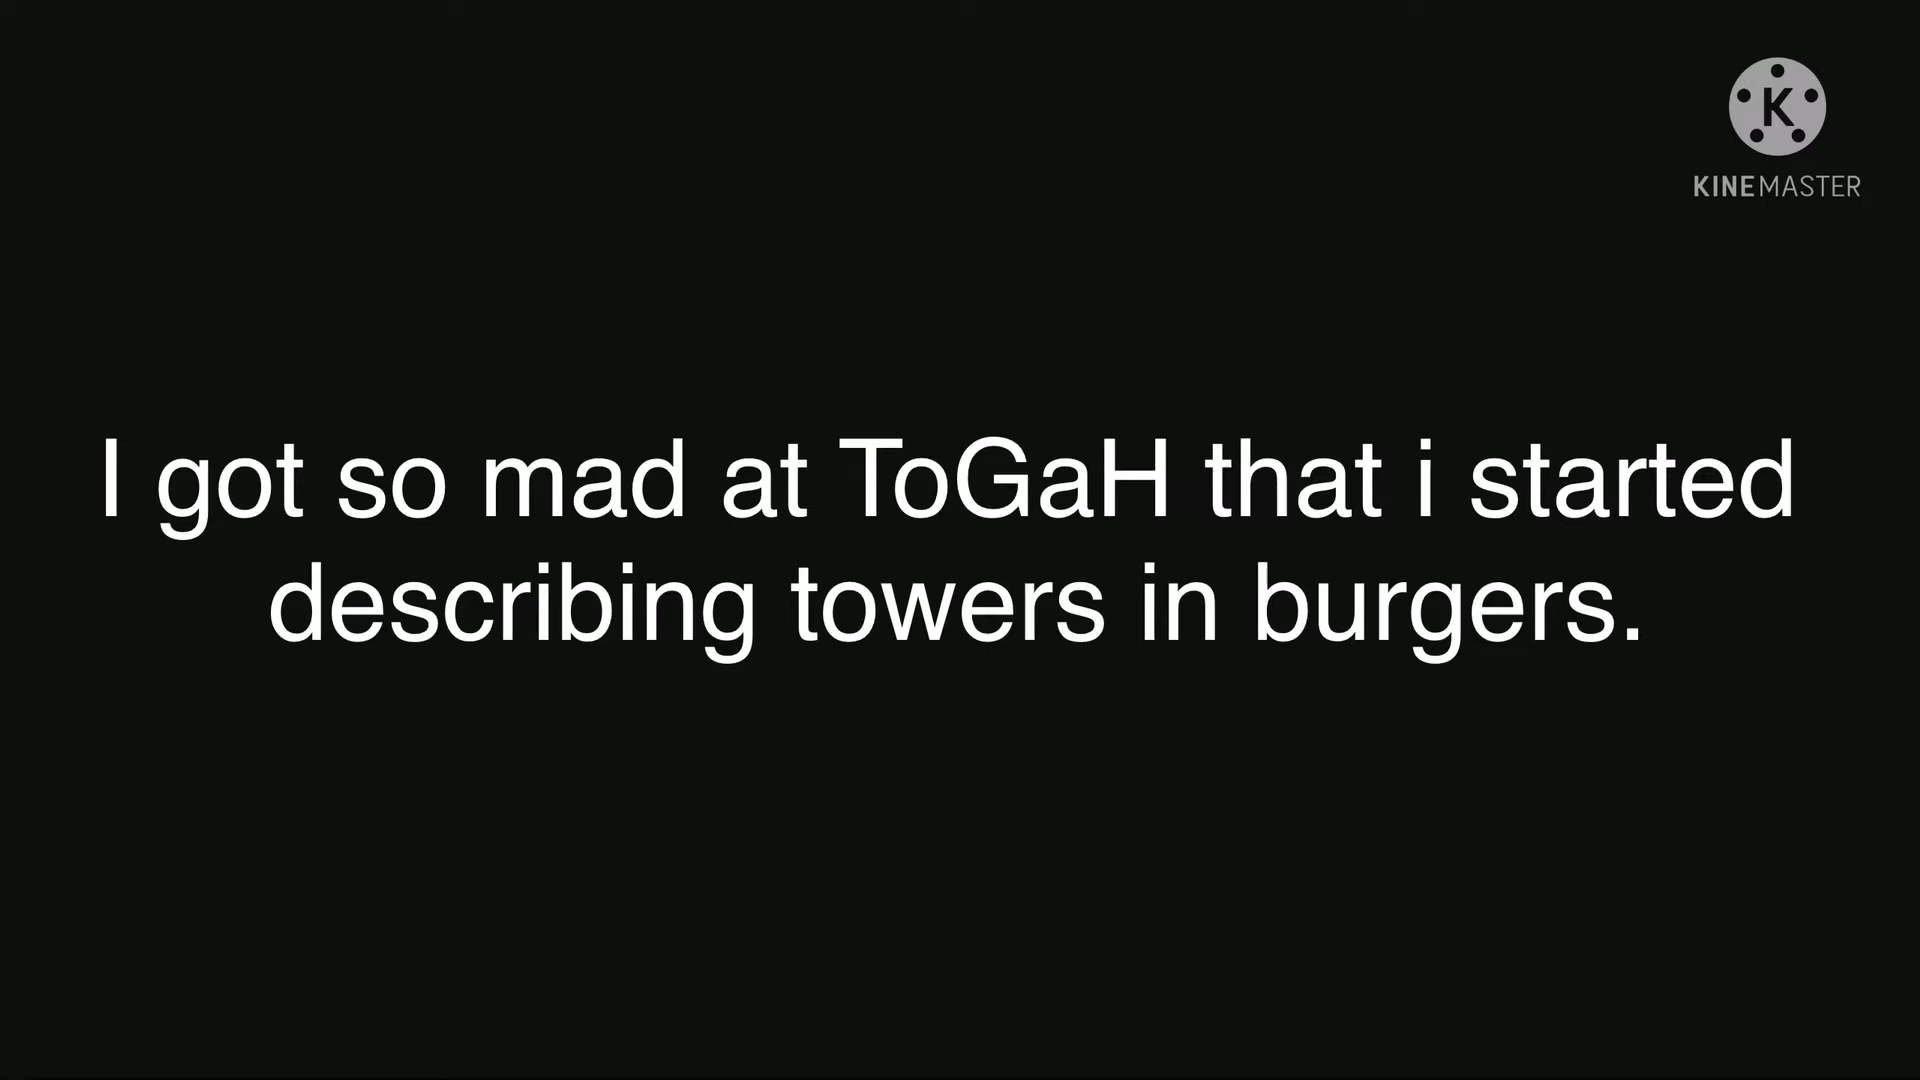 K
KINEMASTER
I got so mad at ToGaH that i started
describing towers in burgers.